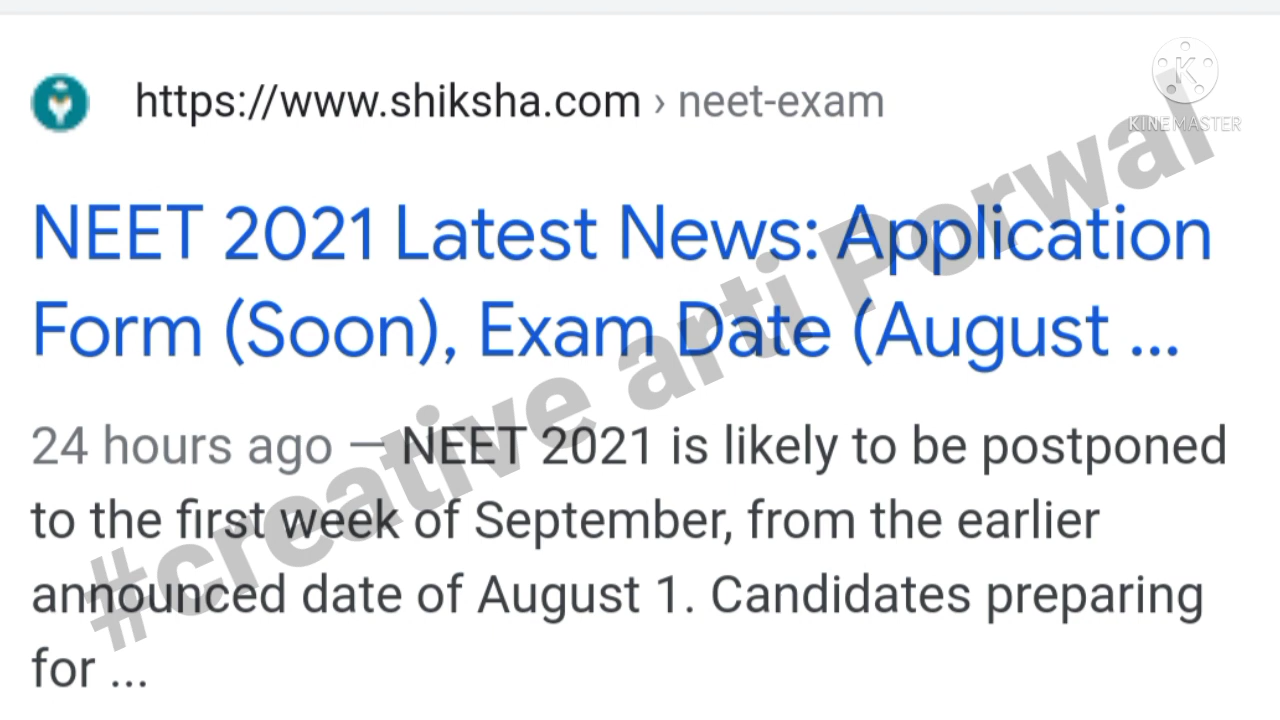 https://www.shiksha.com › neet-exam
K
KINEMASTER
NEET 2021 Latest News: Application
Form (Soon), Exam Date (August ...
24 hours ago — NEET 2021 is likely to be postponed
to the first week of September, from the earlier
announced date of August 1. Candidates preparing
for ...
#creative arti Porwal